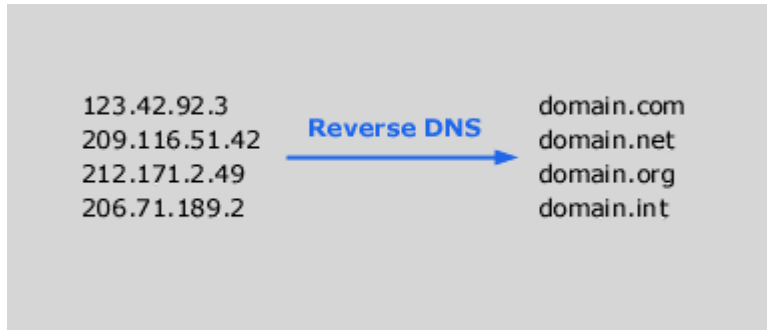 123.42.92.3
209.116.51.42
212.171.2.49
206.71.189.2
Reverse DNS
domain.com
domain.net
domain.org
domain.int